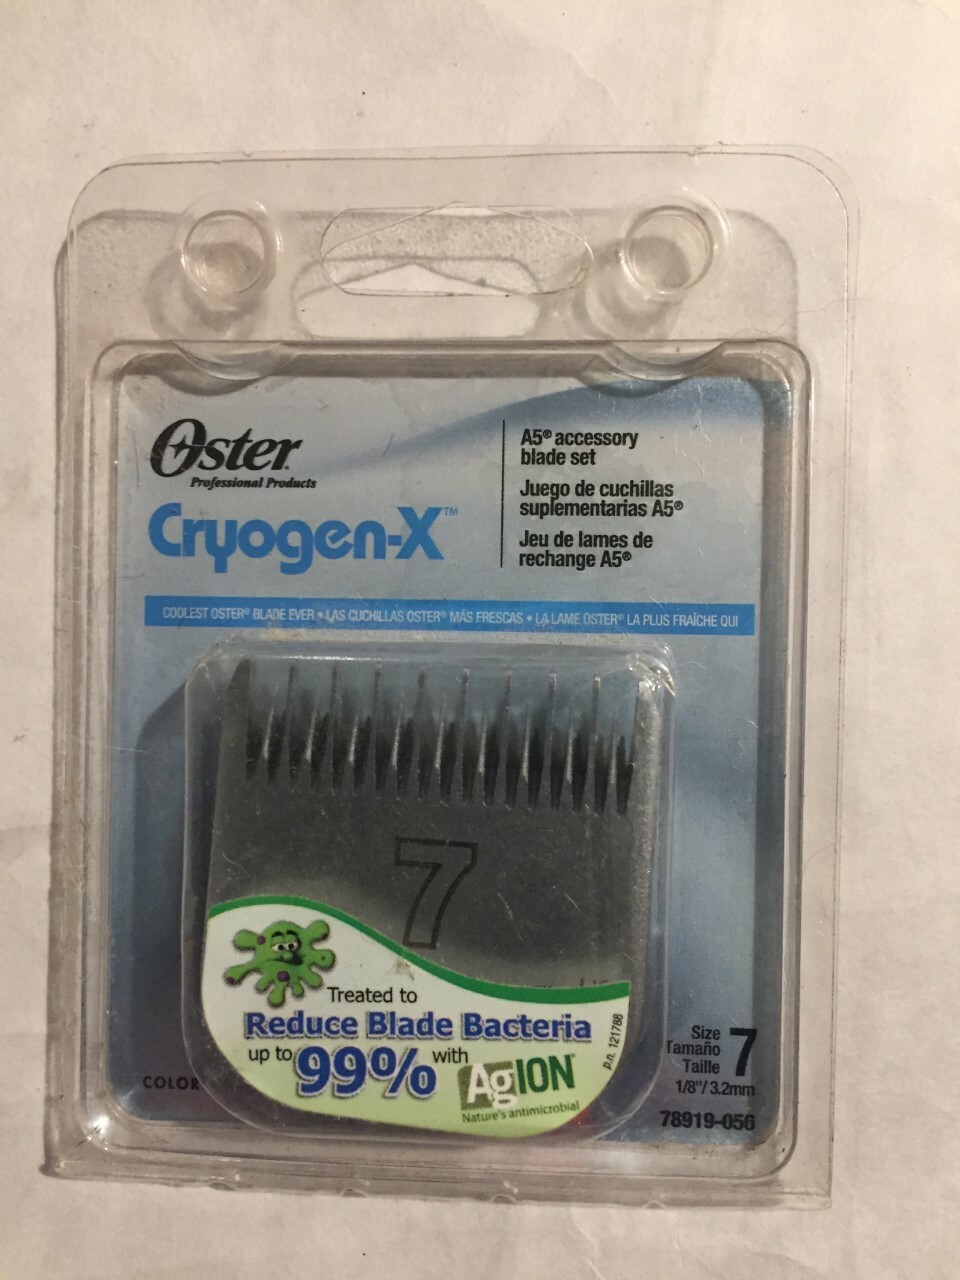 Oster®
Professional Products
Cryogen-X™
A5® accessory
blade set
Juego de cuchillas
suplementarias A5®
Jeu de lames de
rechange A5®
COOLEST OSTER® BLADE EVER • LAS CUCHILLAS OSTER® MÁS FRESCAS • LA LAME OSTER® LA PLUS FRAÎCHE QUI
7
Treated to
Reduce Blade Bacteria
up to 99% with
AgION®
Nature's antimicrobial
p.n. 121788
COLOR
Size
Tamaño
Taille
7
1/8"/3.2mm
78919-056